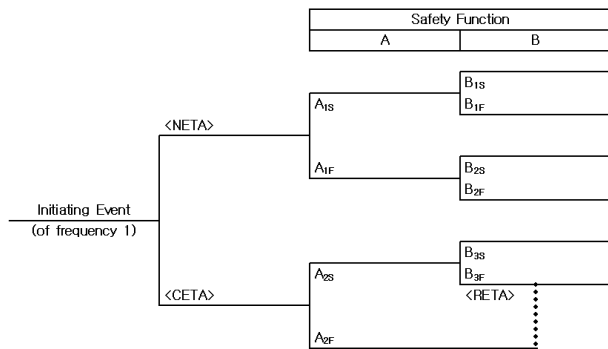 Safety Function
A B
B1S
<NETA> A1S B1F
A1F B2S
B2F
Initiating Event
(of frequency 1)
B3S
A2S B3F
<CETA> <RETA>
A2F